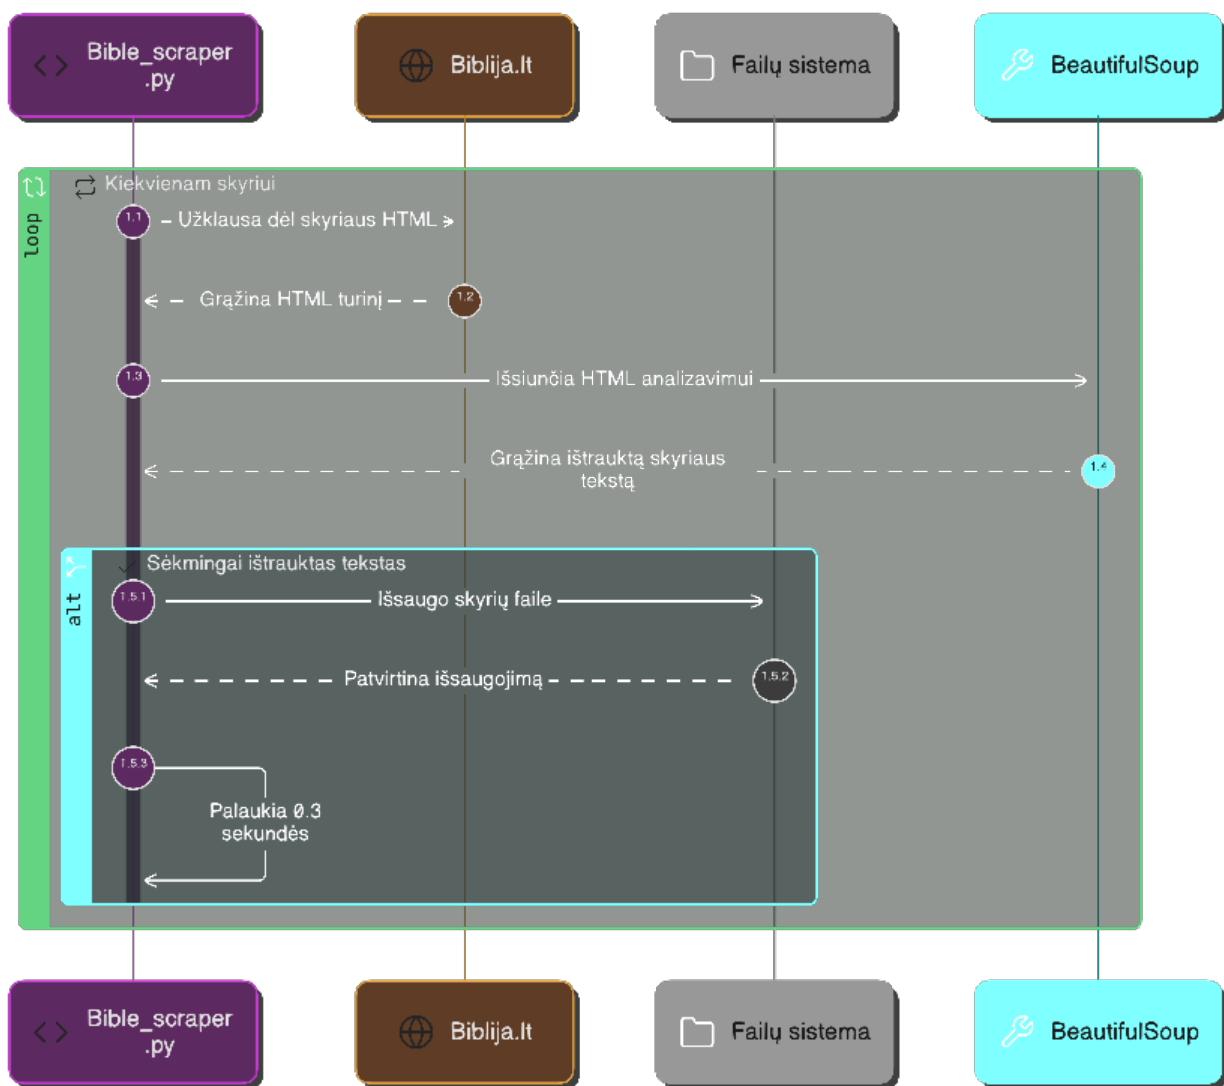 Bible_scraper
.py
Biblija.lt
Failų sistema
BeautifulSoup
loop
Kiekvienam skyriui
1.1
Užklausa dėl skyriaus HTML
Grąžina HTML turinį
1.2
1.3
Išsiunčia HTML analizavimui
Grąžina ištrauktą skyriaus
tekstą
1.4
alt
Sėkmingai ištrauktas tekstas
1.5.1
Išsaugo skyrių faile
Patvirtina išsaugojimą
1.5.2
1.5.3
Palaukia 0.3
sekundės
Bible_scraper
.py
Biblija.lt
Failų sistema
BeautifulSoup